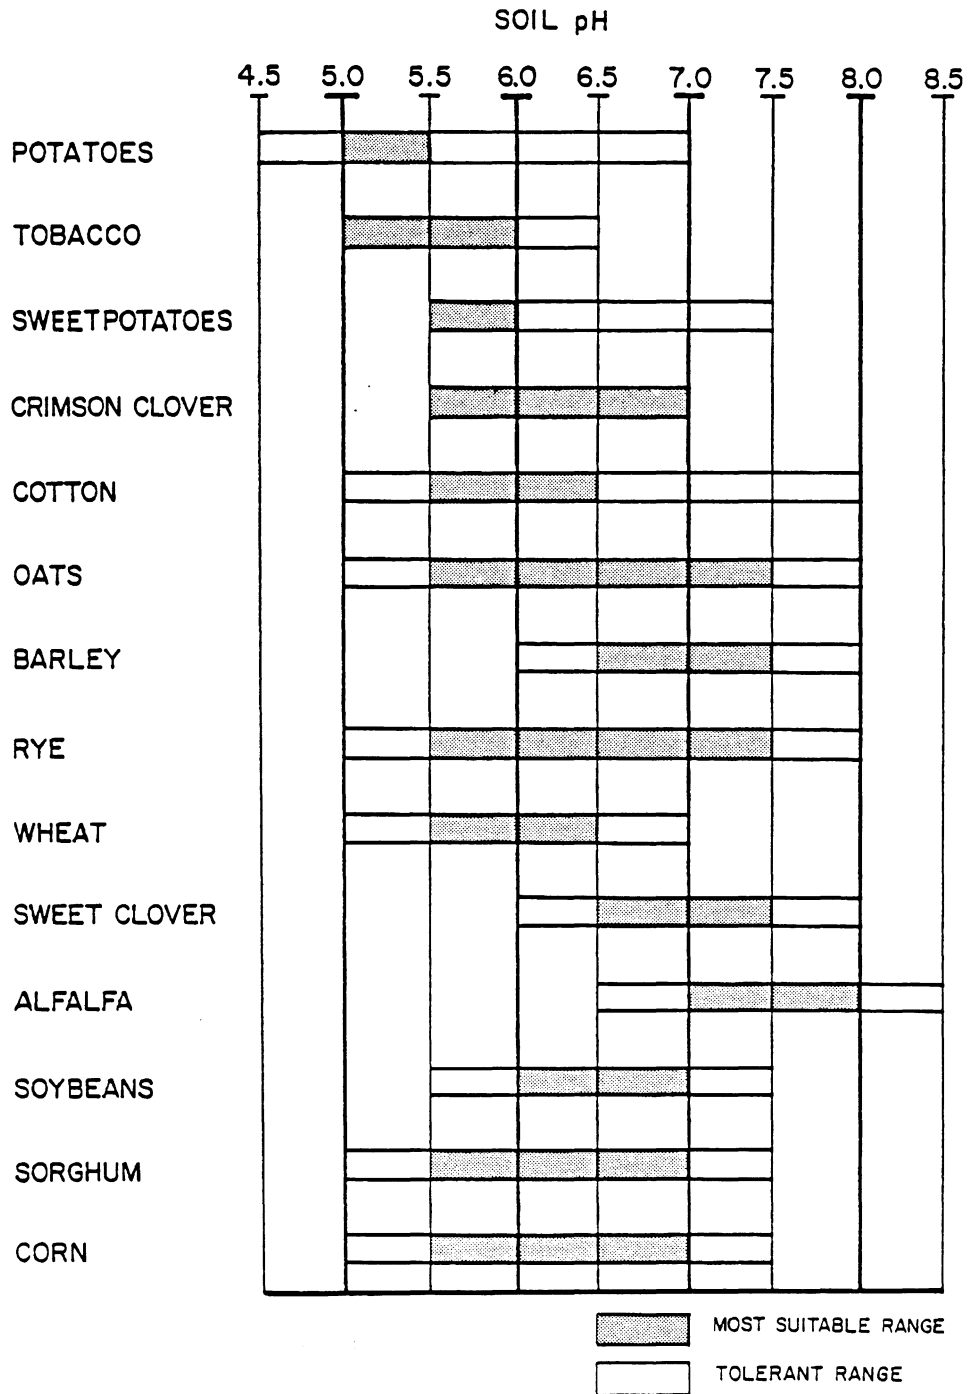 SOIL pH
4.5 5.0 5.5 6.0 6.5 7.0 7.5 8.0 8.5
POTATOES
TOBACCO
SWEETPOTATOES
CRIMSON CLOVER
COTTON
OATS
BARLEY
RYE
WHEAT
SWEET CLOVER
ALFALFA
SOYBEANS
SORGHUM
CORN
MOST SUITABLE RANGE
TOLERANT RANGE